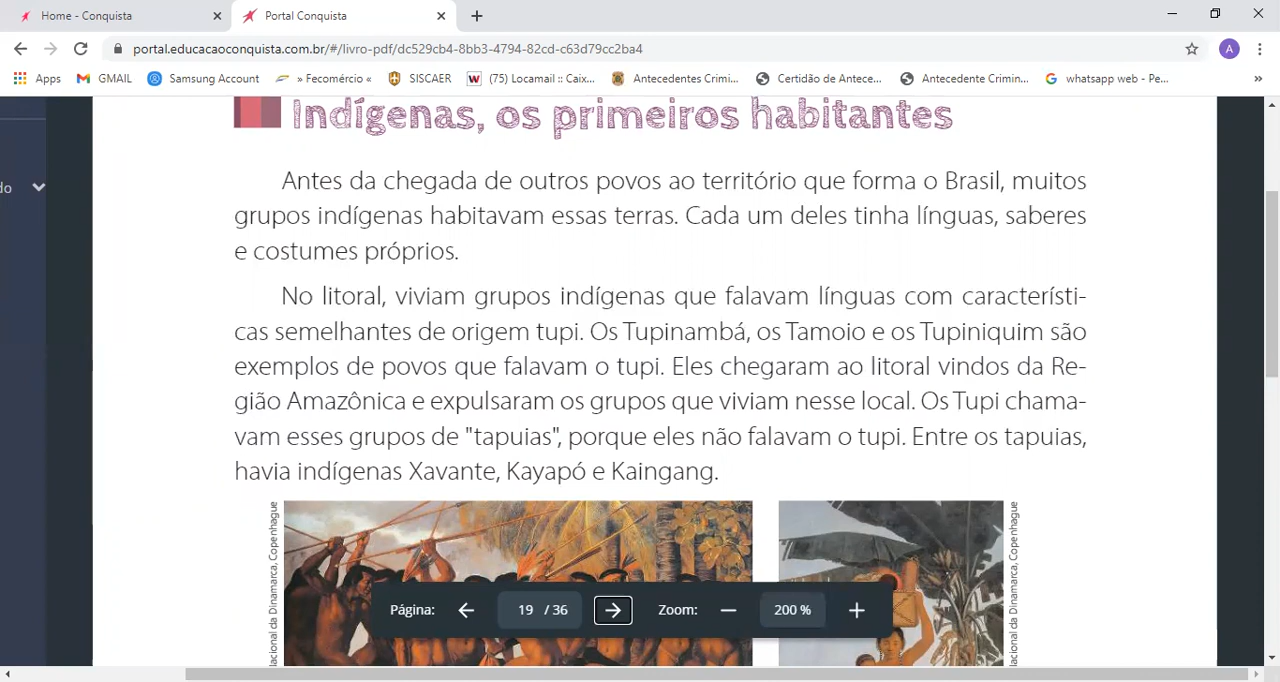 Home - Conquista
Portal Conquista
portal.educacaoconquista.com.br/#/livro-pdf/dc529cb4-8bb3-4794-82cd-c63d79cc2ba4
A
Apps
GMAIL
Samsung Account
» Fecomércio «
SISCAER
(75) Locamail :: Caix...
Antecedentes Crimi...
Certidão de Antece...
Antecedente Crimin...
whatsapp web - Pe...
»
do
Indígenas, os primeiros habitantes
Antes da chegada de outros povos ao território que forma o Brasil, muitos
grupos indígenas habitavam essas terras. Cada um deles tinha línguas, saberes
e costumes próprios.
No litoral, viviam grupos indígenas que falavam línguas com característi-
cas semelhantes de origem tupi. Os Tupinambá, os Tamoio e os Tupiniquim são
exemplos de povos que falavam o tupi. Eles chegaram ao litoral vindos da Re-
gião Amazônica e expulsaram os grupos que viviam nesse local. Os Tupi chama-
vam esses grupos de "tapuias", porque eles não falavam o tupi. Entre os tapuias,
havia indígenas Xavante, Kayapó e Kaingang.
lacional da Dinamarca, Copenhague
lacional da Dinamarca, Copenhague
Página:
19 / 36
Zoom:
200 %